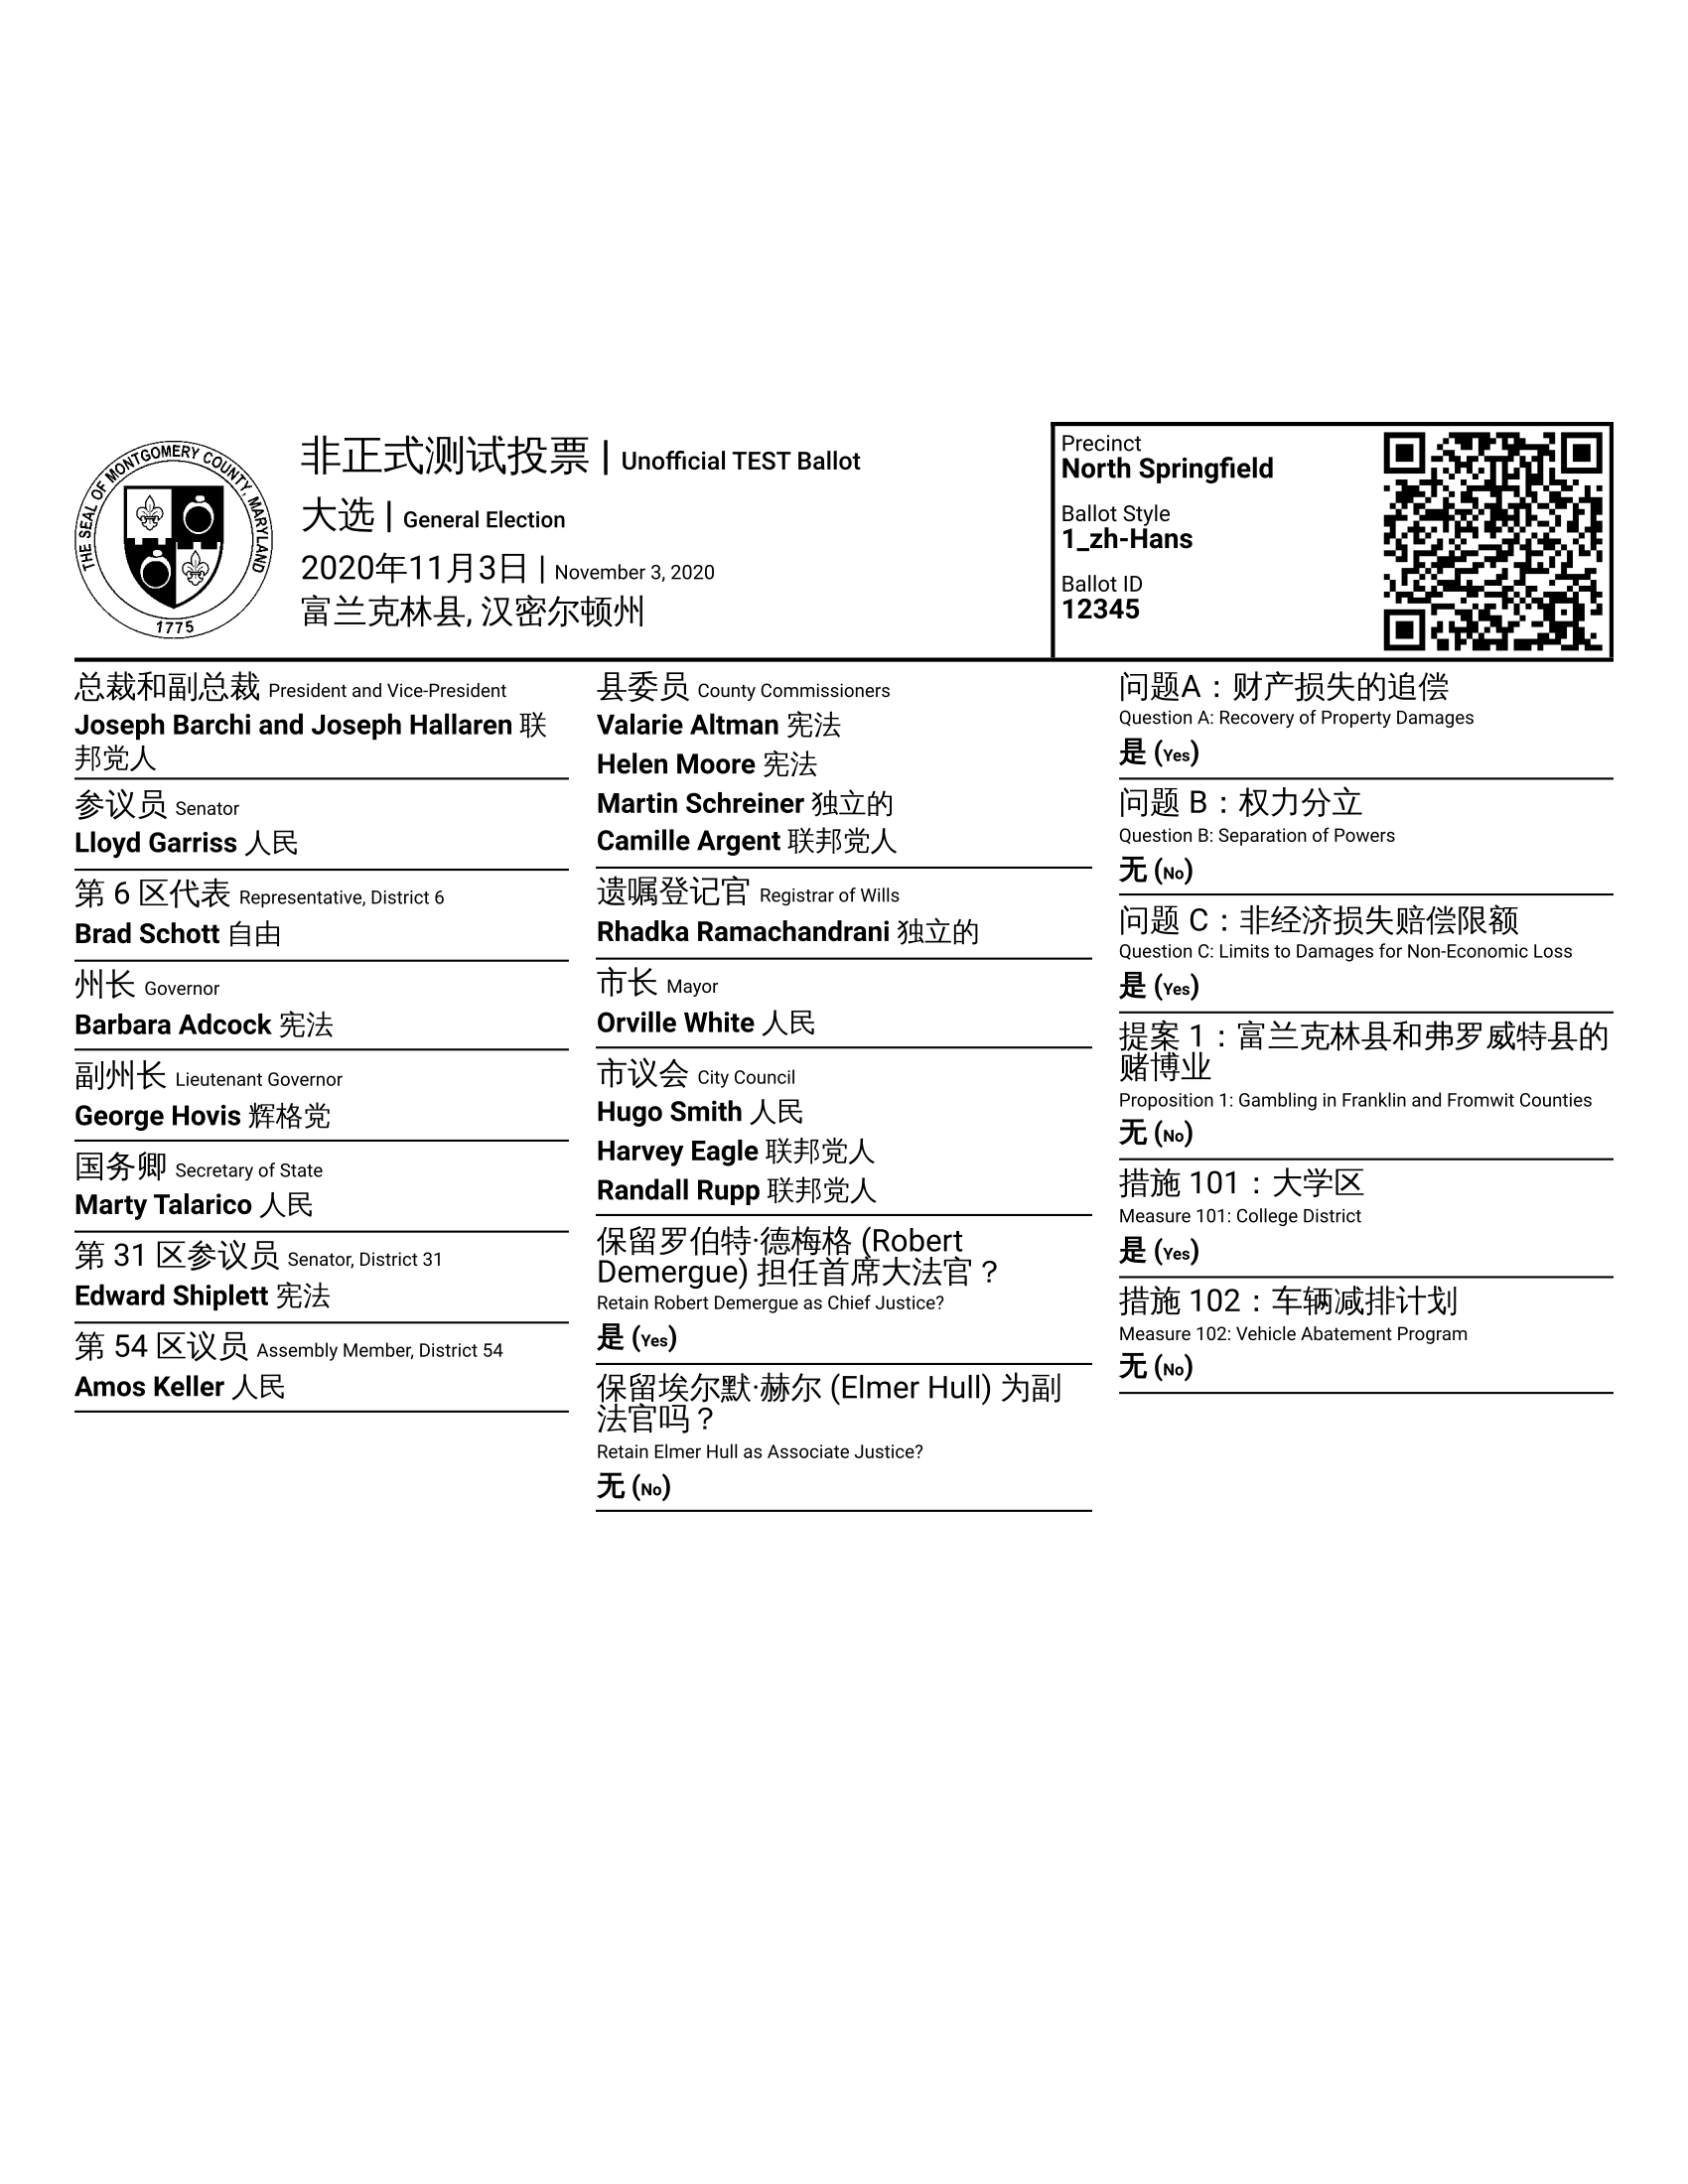 THE SEAL OF MONTGOMERY COUNTY, MARYLAND
1775
非正式测试投票 | Unofficial TEST Ballot
大选 | General Election
2020年11月3日 | November 3, 2020
富兰克林县, 汉密尔顿州
Precinct
North Springfield
Ballot Style
1_zh-Hans
Ballot ID
12345
总裁和副总裁 President and Vice-President
Joseph Barchi and Joseph Hallaren 联
邦党人
参议员 Senator
Lloyd Garriss 人民
第 6 区代表 Representative, District 6
Brad Schott 自由
州长 Governor
Barbara Adcock 宪法
副州长 Lieutenant Governor
George Hovis 辉格党
国务卿 Secretary of State
Marty Talarico 人民
第 31 区参议员 Senator, District 31
Edward Shiplett 宪法
第 54 区议员 Assembly Member, District 54
Amos Keller 人民
县委员 County Commissioners
Valarie Altman 宪法
Helen Moore 宪法
Martin Schreiner 独立的
Camille Argent 联邦党人
遗嘱登记官 Registrar of Wills
Rhadka Ramachandrani 独立的
市长 Mayor
Orville White 人民
市议会 City Council
Hugo Smith 人民
Harvey Eagle 联邦党人
Randall Rupp 联邦党人
保留罗伯特·德梅格 (Robert
Demergue) 担任首席大法官？
Retain Robert Demergue as Chief Justice?
是 (Yes)
保留埃尔默·赫尔 (Elmer Hull) 为副
法官吗？
Retain Elmer Hull as Associate Justice?
无 (No)
问题A：财产损失的追偿
Question A: Recovery of Property Damages
是 (Yes)
问题 B：权力分立
Question B: Separation of Powers
无 (No)
问题 C：非经济损失赔偿限额
Question C: Limits to Damages for Non-Economic Loss
是 (Yes)
提案 1：富兰克林县和弗罗威特县的
赌博业
Proposition 1: Gambling in Franklin and Fromwit Counties
无 (No)
措施 101：大学区
Measure 101: College District
是 (Yes)
措施 102：车辆减排计划
Measure 102: Vehicle Abatement Program
无 (No)